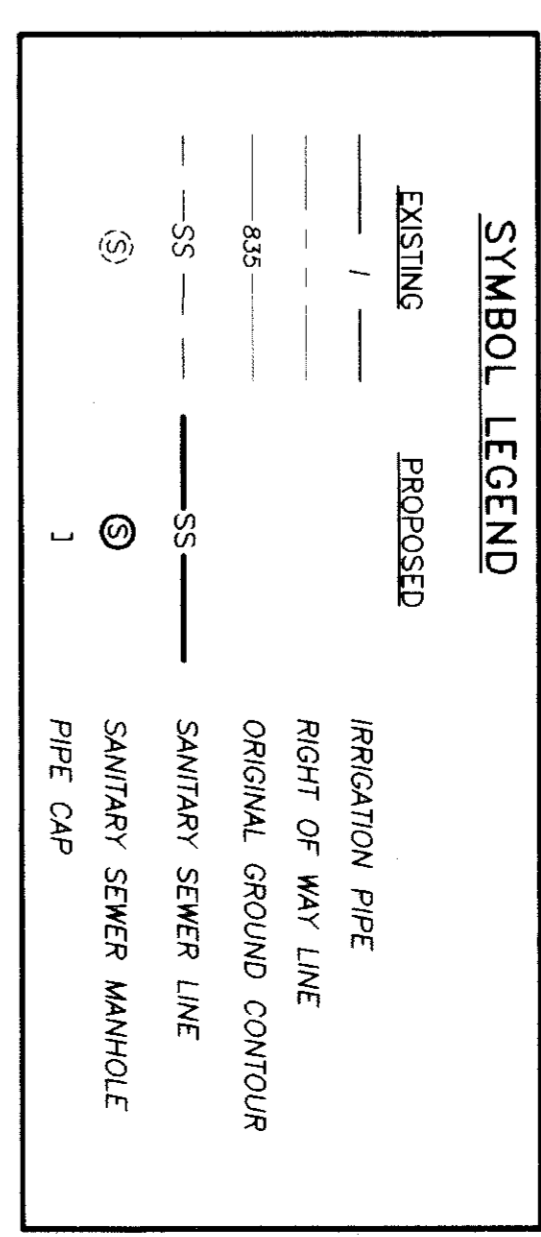 SYMBOL LEGEND
EXISTING PROPOSED
/ IRRIGATION PIPE
RIGHT OF WAY LINE
835 ORIGINAL GROUND CONTOUR
SS SS SANITARY SEWER LINE
(S) (S) SANITARY SEWER MANHOLE
] PIPE CAP